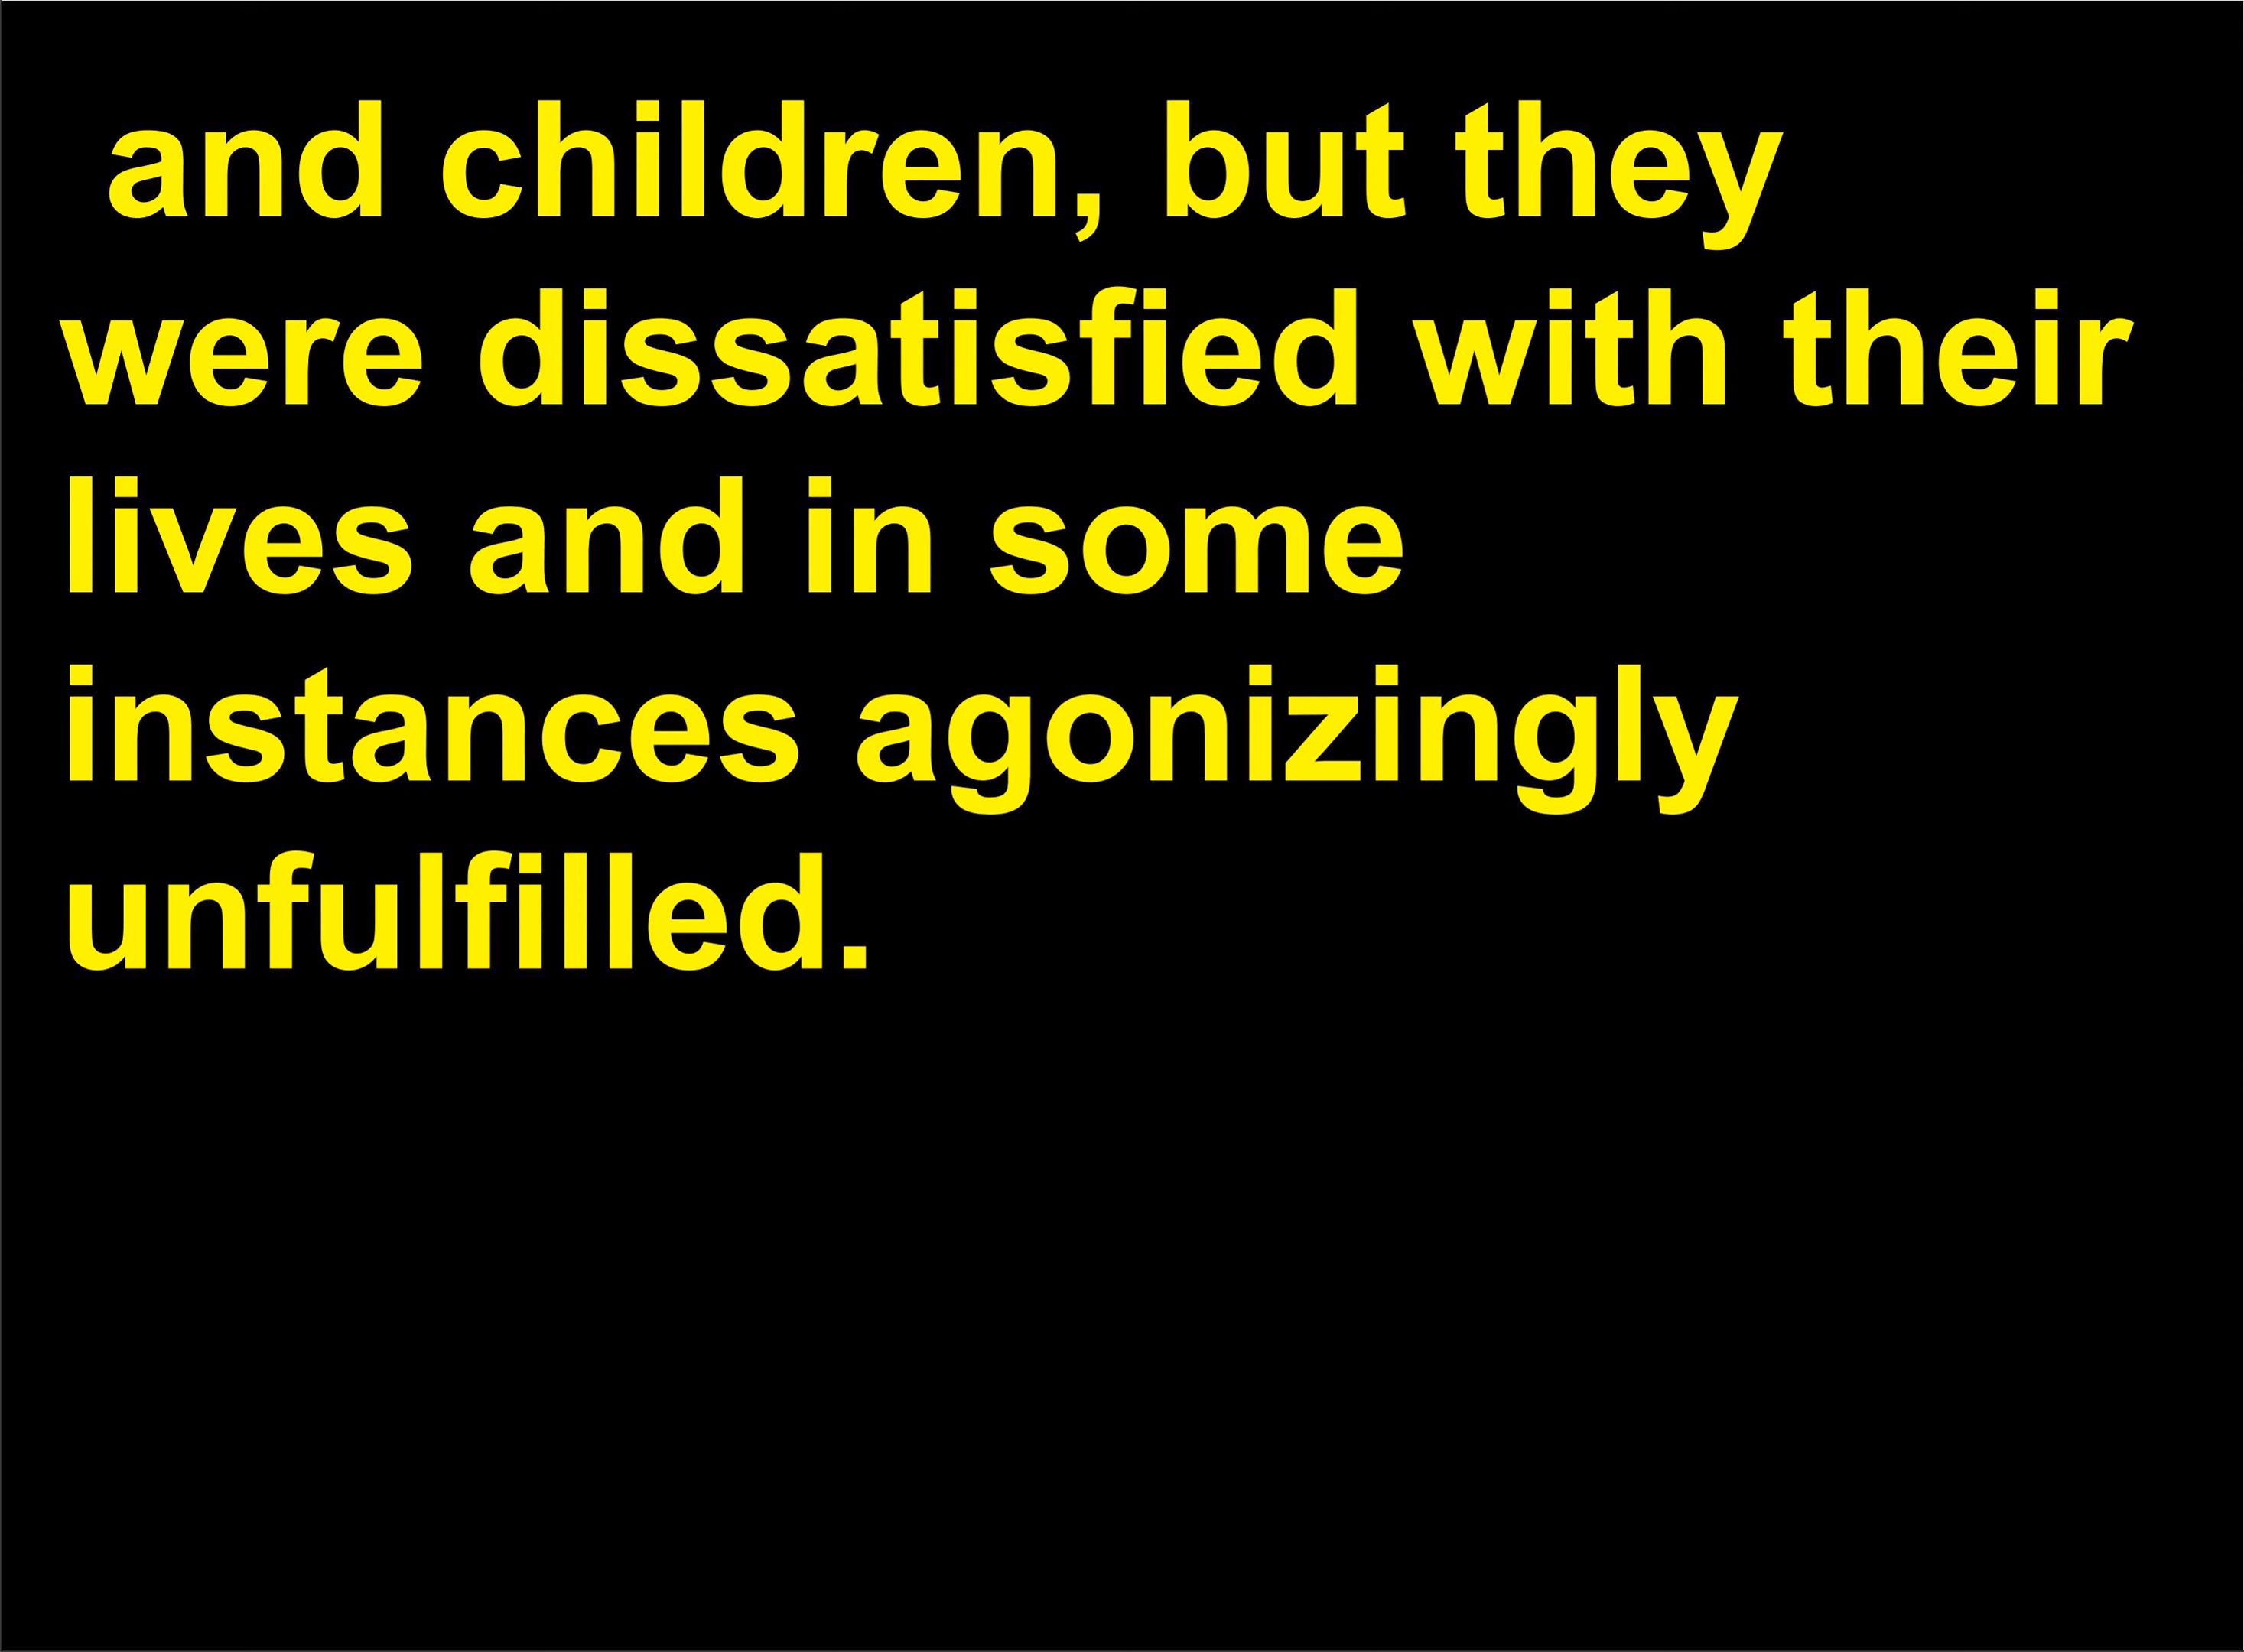 and children, but they
were dissatisfied with their
lives and in some
instances agonizingly
unfulfilled.